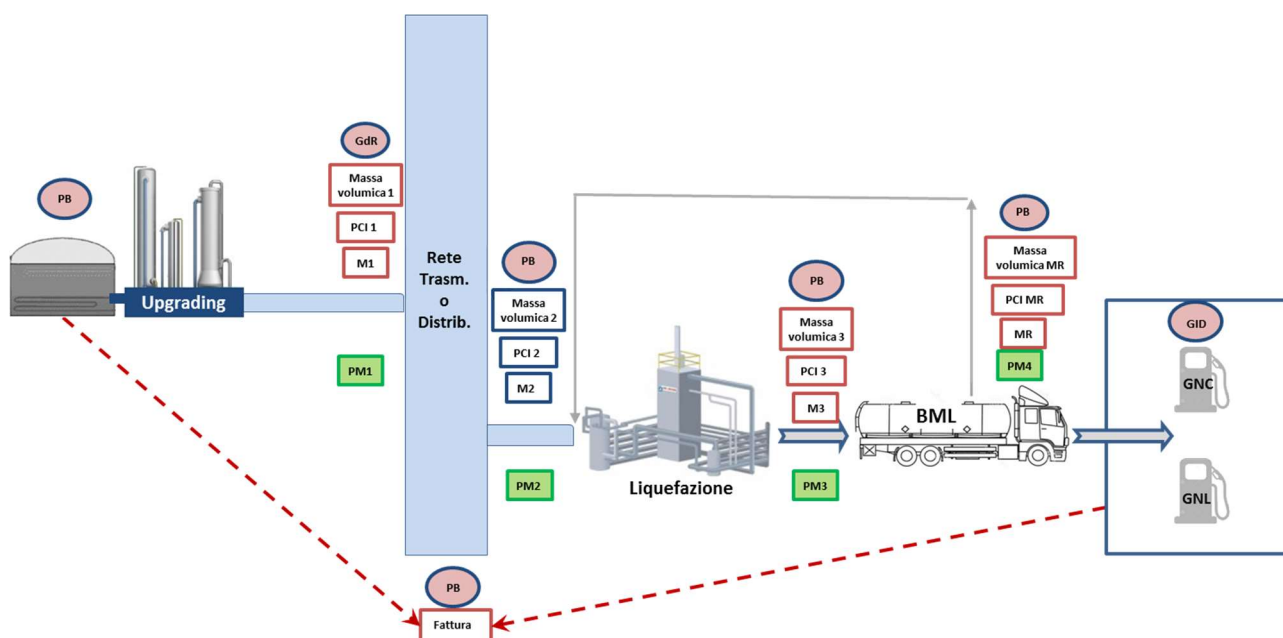 PB
Upgrading
GdR
Massa
volumica 1
PCI 1
M1
PM1
Rete
Trasm.
o
Distrib.
PB
Massa
volumica 2
PCI 2
M2
PM2
Liquefazione
PB
Massa
volumica 3
PCI 3
M3
PM3
BML
PB
Massa
volumica MR
PCI MR
MR
PM4
GID
GNC
GNL
PB
Fattura